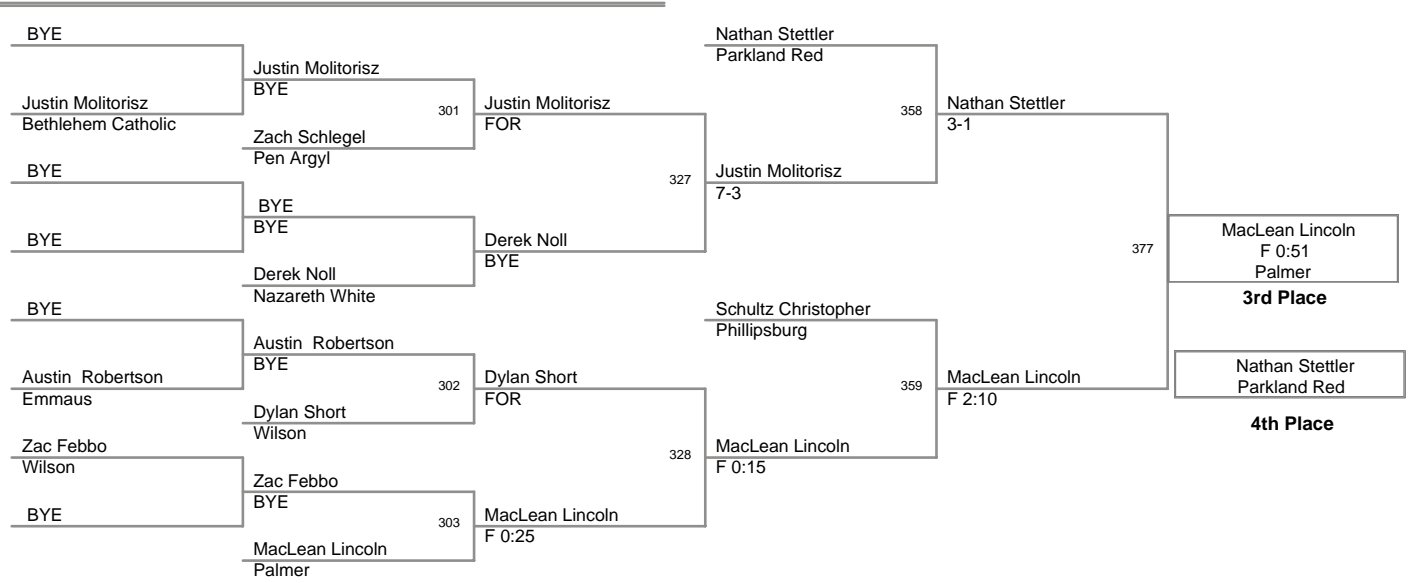 BYE
Justin Molitorisz
Bethlehem Catholic
BYE
BYE
BYE
Austin  Robertson
Emmaus
Zac Febbo
Wilson
BYE
Justin Molitorisz
BYE
301
Zach Schlegel
Pen Argyl
BYE
BYE
Derek Noll
Nazareth White
Austin  Robertson
BYE
302
Dylan Short
Wilson
Zac Febbo
BYE
303
MacLean Lincoln
Palmer
Justin Molitorisz
FOR
327
Derek Noll
BYE
Dylan Short
FOR
328
MacLean Lincoln
F 0:25
Nathan Stettler
Parkland Red
358
Justin Molitorisz
7-3
Schultz Christopher
Phillipsburg
359
MacLean Lincoln
F 0:15
Nathan Stettler
3-1
377
MacLean Lincoln
F 2:10
MacLean Lincoln
F 0:51
Palmer
3rd Place
Nathan Stettler
Parkland Red
4th Place